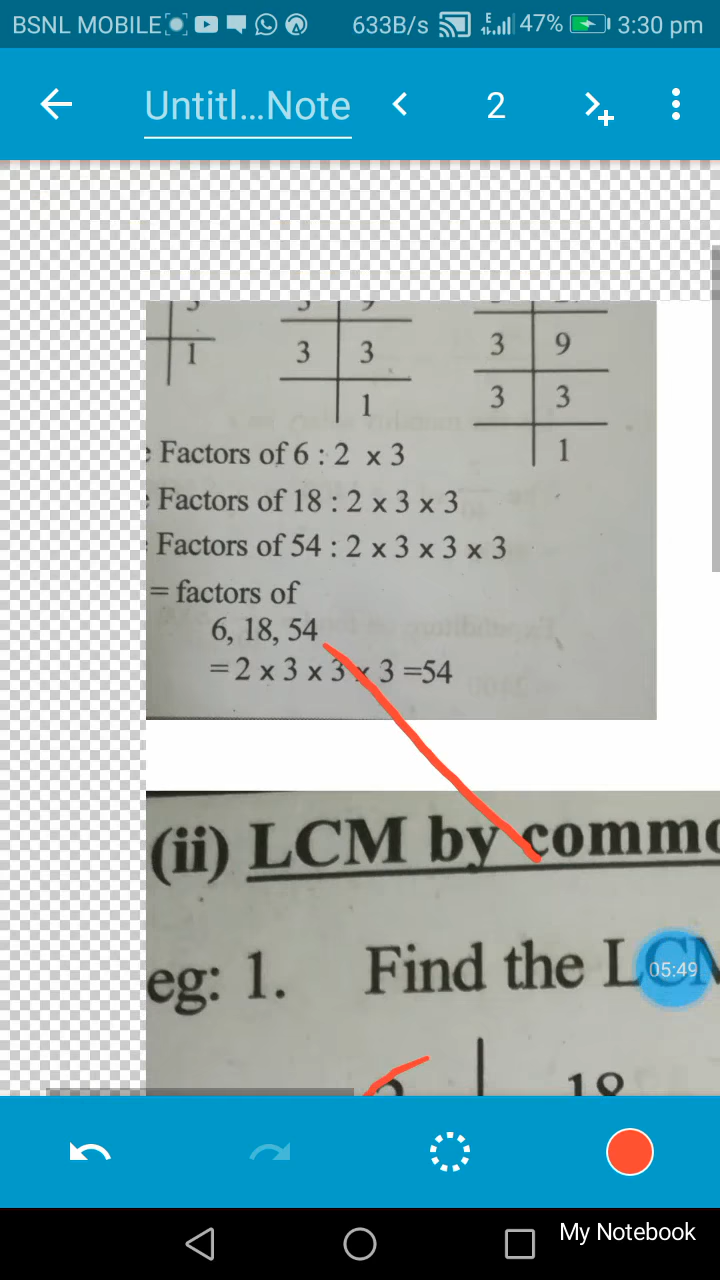 BSNL MOBILE 633B/s 47% 3:30 pm
Untitl...Note 2
1
3 3
1
3 9
3 3
1
Factors of 6 : 2 x 3
Factors of 18 : 2 x 3 x 3
Factors of 54 : 2 x 3 x 3 x 3
= factors of
6, 18, 54
= 2 x 3 x 3 x 3 =54
(ii) LCM by commo
eg: 1. Find the LCM
05:49
18
My Notebook